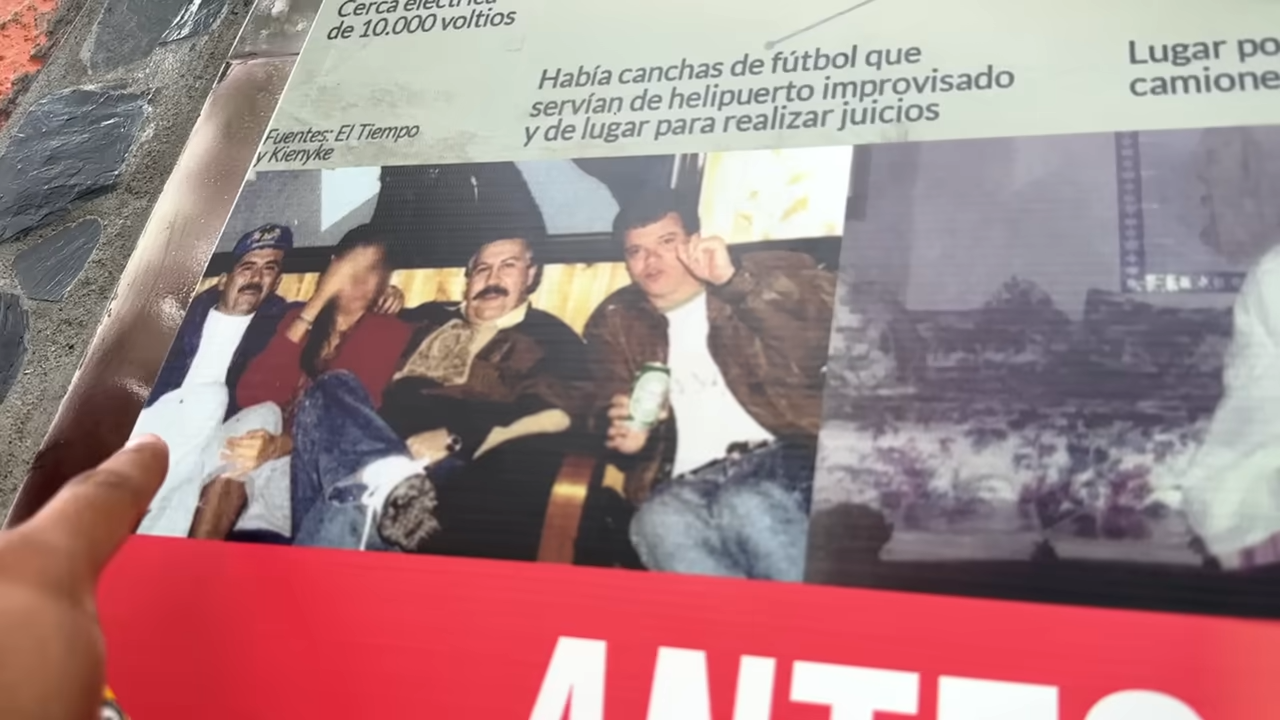 Cerca eléctrica
de 10.000 voltios
Había canchas de fútbol que
servían de helipuerto improvisado
y de lugar para realizar juicios
Lugar
camione
Fuentes: El Tiempo
y Kienyke
ANTES